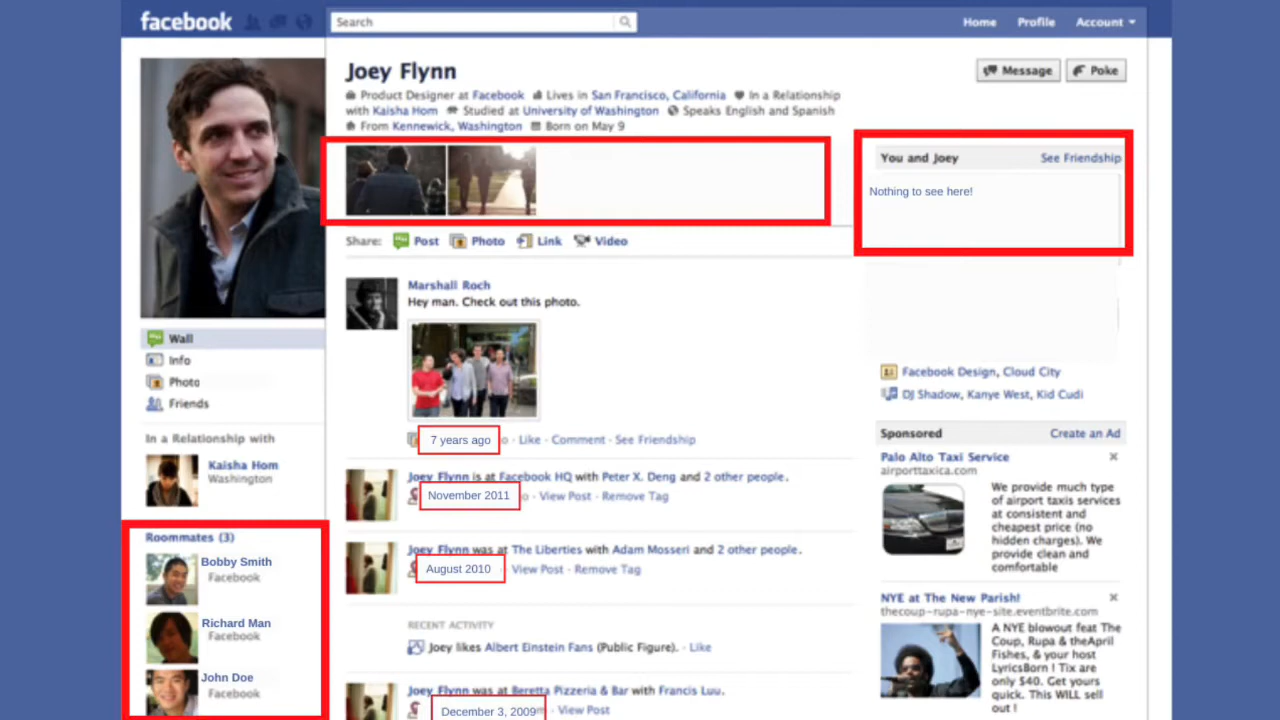 facebook
Search
Home Profile Account
Joey Flynn
Message Poke
Product Designer at Facebook Lives in San Francisco, California In a Relationship
with Kaisha Hom Studied at University of Washington Speaks English and Spanish
From Kennewick, Washington Born on May 9
You and Joey See Friendship
Nothing to see here!
Share: Post Photo Link Video
Marshall Roch
Hey man. Check out this photo.
7 years ago · Like · Comment · See Friendship
Joey Flynn is at Facebook HQ with Peter X. Deng and 2 other people.
November 2011 · View Post · Remove Tag
Joey Flynn was at The Liberties with Adam Mosseri and 2 other people.
August 2010 · View Post · Remove Tag
RECENT ACTIVITY
Joey likes Albert Einstein Fans (Public Figure). · Like
Joey Flynn was at Beretta Pizzeria & Bar with Francis Luu.
December 3, 2009 · View Post
Wall
Info
Photo
Friends
In a Relationship with
Kaisha Hom
Washington
Roommates (3)
Bobby Smith
Facebook
Richard Man
Facebook
John Doe
Facebook
Facebook Design, Cloud City
DJ Shadow, Kanye West, Kid Cudi
Sponsored Create an Ad
Palo Alto Taxi Service
airporttaxica.com
We provide much type
of airport taxis services
at consistent and
cheapest price (no
hidden charges). We
provide clean and
comfortable
NYE at The New Parish!
thecoup-rupa-nye-site.eventbrite.com
A NYE blowout feat The
Coup, Rupa & theApril
Fishes, & your host
LyricsBorn ! Tix are
only $40. Get yours
quick. This WILL sell
out !